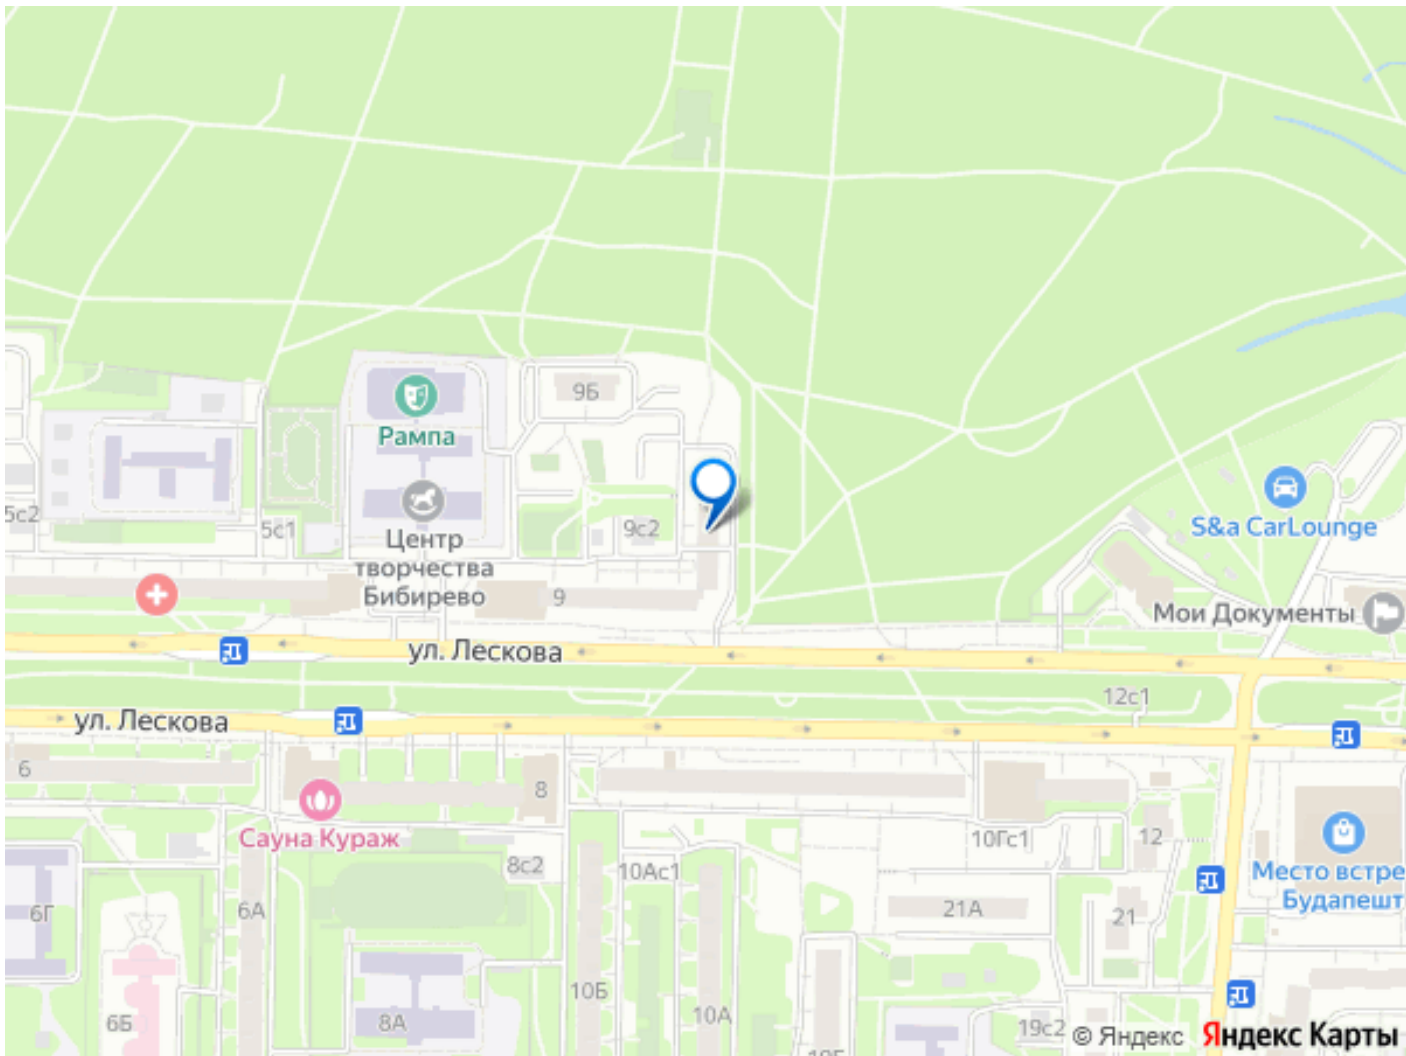 9Б
Рампа
5с2
5с1
9с2
Центр
творчества
Бибирево
9
S&a CarLounge
Мои Документы
ул. Лескова
12с1
ул. Лескова
6
8
Сауна Кураж
8с2
10Ас1
10Гс1
12
Место встре
Будапешт
6Г
6А
21А
21
10Б
6Б
8А
10А
19с2
© Яндекс
Яндекс Карты